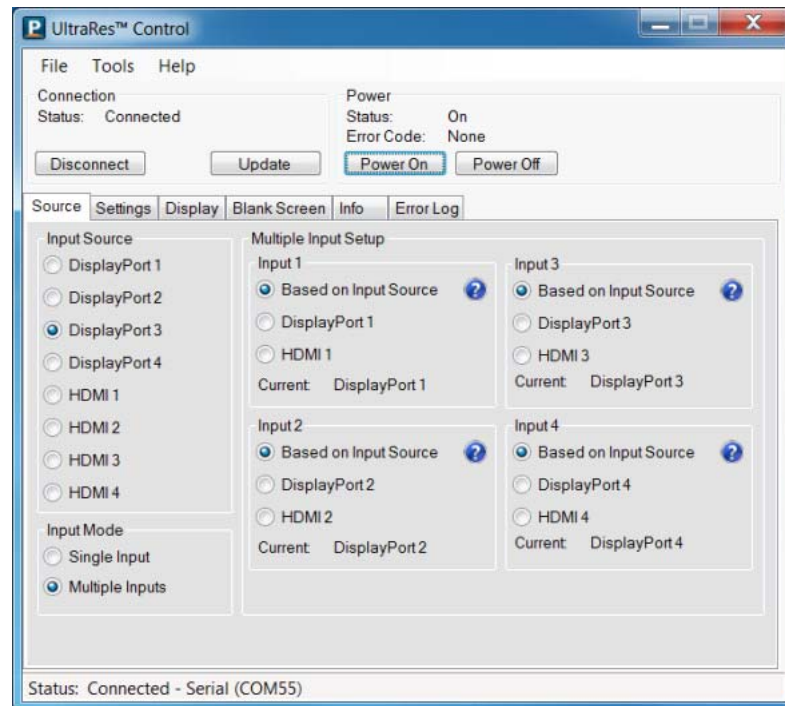 P UltraRes™ Control
File Tools Help
Connection
Status: Connected
Disconnect Update
Power
Status: On
Error Code: None
Power On Power Off
Source Settings Display Blank Screen Info Error Log
Input Source
DisplayPort 1
DisplayPort 2
DisplayPort 3
DisplayPort 4
HDMI 1
HDMI 2
HDMI 3
HDMI 4
Input Mode
Single Input
Multiple Inputs
Multiple Input Setup
Input 1
Based on Input Source ?
DisplayPort 1
HDMI 1
Current: DisplayPort 1
Input 2
Based on Input Source ?
DisplayPort 2
HDMI 2
Current: DisplayPort 2
Input 3
Based on Input Source ?
DisplayPort 3
HDMI 3
Current: DisplayPort 3
Input 4
Based on Input Source ?
DisplayPort 4
HDMI 4
Current: DisplayPort 4
Status: Connected - Serial (COM55)